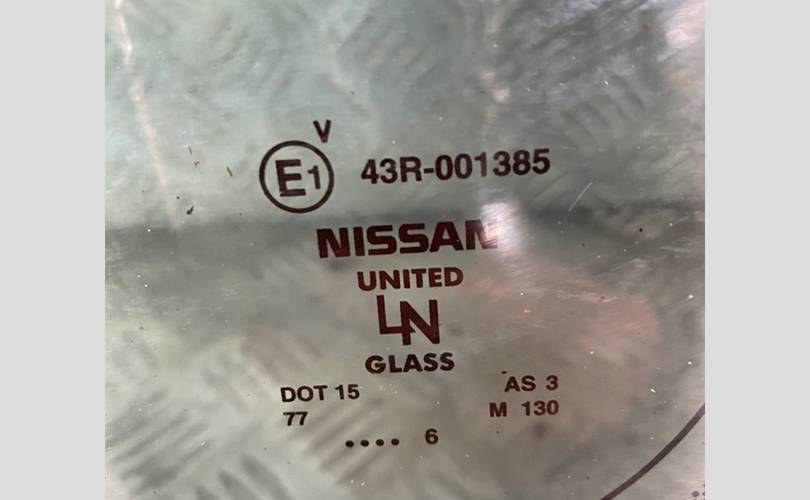 V
E1 43R-001385
NISSAN
UNITED
LN
GLASS
DOT 15 AS 3
77 M 130
.... 6